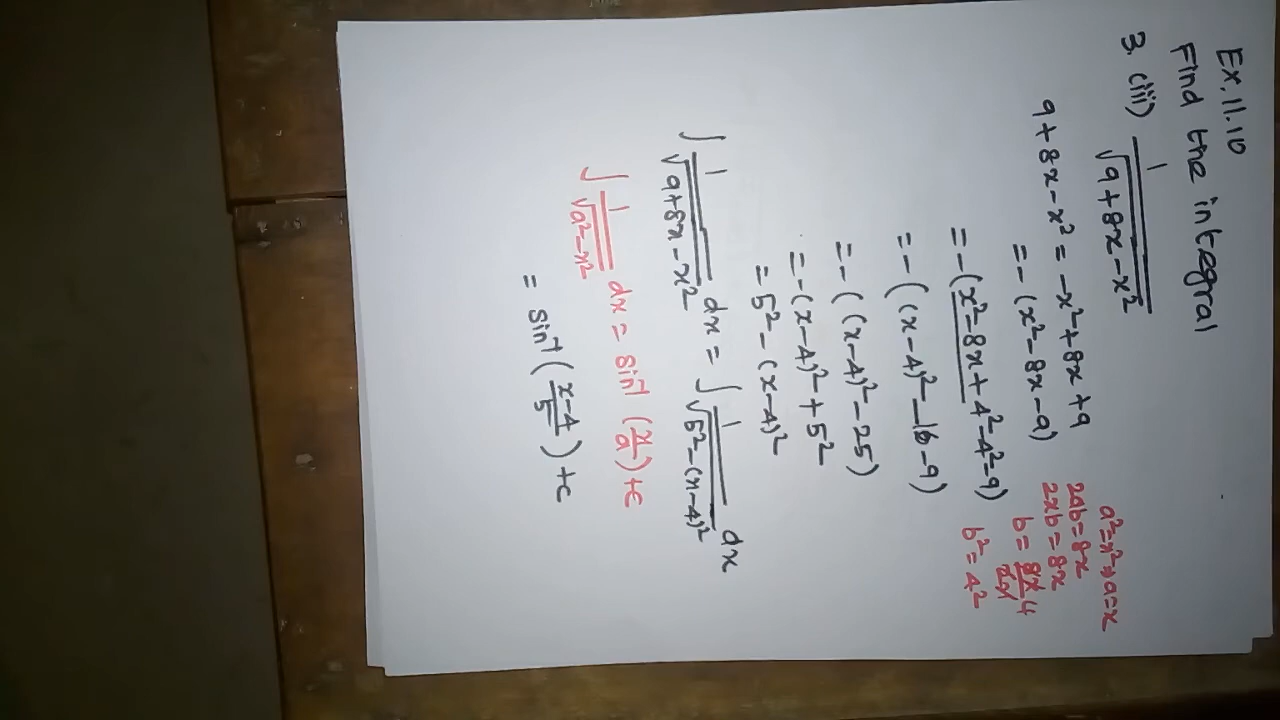 Ex. 11.10
Find the integral
3. (iii) 1/√(9+8x-x²)
9+8x-x² = -x²+8x+9
= -(x²-8x-9)
= -(x²-8x+4²-4²-9)
= -((x-4)²-16-9)
= -((x-4)²-25)
= -(x-4)²+5²
= 5²-(x-4)²
∫ 1/√(9+8x-x²) dx = ∫ 1/√(5²-(x-4)²) dx
∫ 1/√(a²-x²) dx = sin⁻¹(x/a)+c
= sin⁻¹((x-4)/5)+c
a²=x²⇒a=x
2ab=8x
2xb=8x
b=8x/2x 4
b²=4²